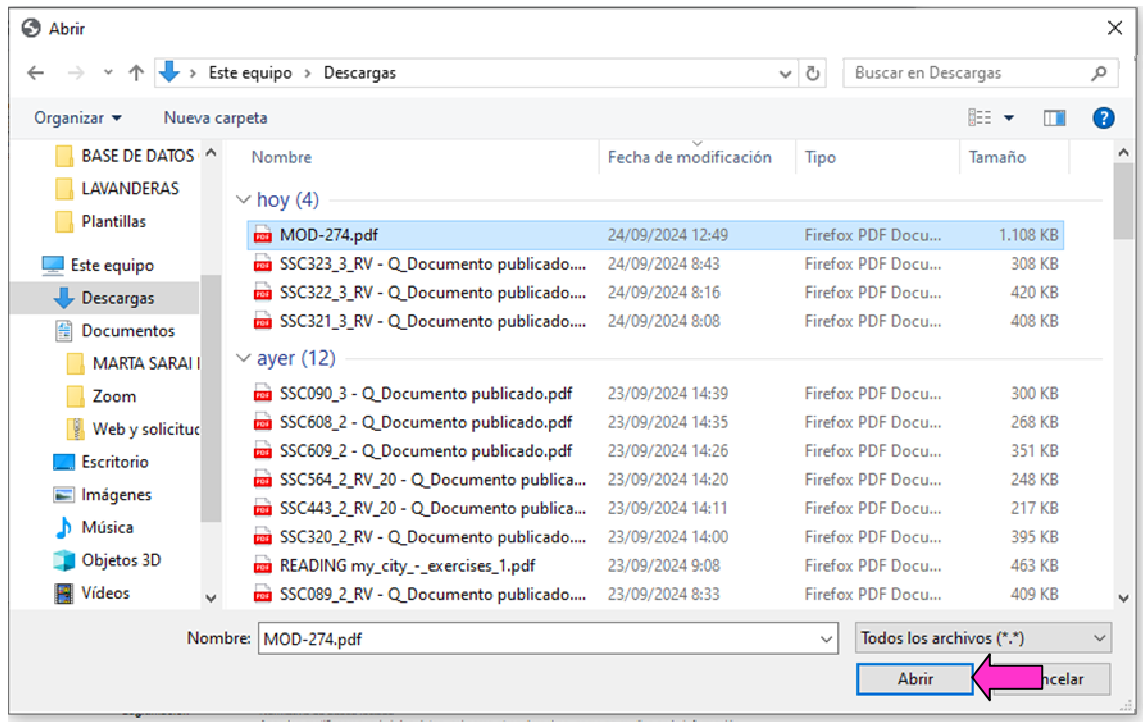 Abrir
Este equipo > Descargas
Buscar en Descargas
Organizar
Nueva carpeta
BASE DE DATOS
LAVANDERAS
Plantillas
Este equipo
Descargas
Documentos
MARTA SARAI
Zoom
Web y solicituc
Escritorio
Imágenes
Música
Objetos 3D
Vídeos
Nombre Fecha de modificación Tipo Tamaño
hoy (4)
MOD-274.pdf 24/09/2024 12:49 Firefox PDF Docu... 1.108 KB
SSC323_3_RV - Q_Documento publicado.... 24/09/2024 8:43 Firefox PDF Docu... 308 KB
SSC322_3_RV - Q_Documento publicado.... 24/09/2024 8:16 Firefox PDF Docu... 420 KB
SSC321_3_RV - Q_Documento publicado.... 24/09/2024 8:08 Firefox PDF Docu... 408 KB
ayer (12)
SSC090_3 - Q_Documento publicado.pdf 23/09/2024 14:39 Firefox PDF Docu... 300 KB
SSC608_2 - Q_Documento publicado.pdf 23/09/2024 14:35 Firefox PDF Docu... 268 KB
SSC609_2 - Q_Documento publicado.pdf 23/09/2024 14:26 Firefox PDF Docu... 351 KB
SSC564_2_RV_20 - Q_Documento publica... 23/09/2024 14:20 Firefox PDF Docu... 248 KB
SSC443_2_RV_20 - Q_Documento publica... 23/09/2024 14:11 Firefox PDF Docu... 217 KB
SSC320_2_RV - Q_Documento publicado.... 23/09/2024 14:00 Firefox PDF Docu... 395 KB
READING my_city_-_exercises_1.pdf 23/09/2024 9:08 Firefox PDF Docu... 463 KB
SSC089_2_RV - Q_Documento publicado.... 23/09/2024 8:33 Firefox PDF Docu... 409 KB
Nombre: MOD-274.pdf
Todos los archivos (*.*)
Abrir
ncelar